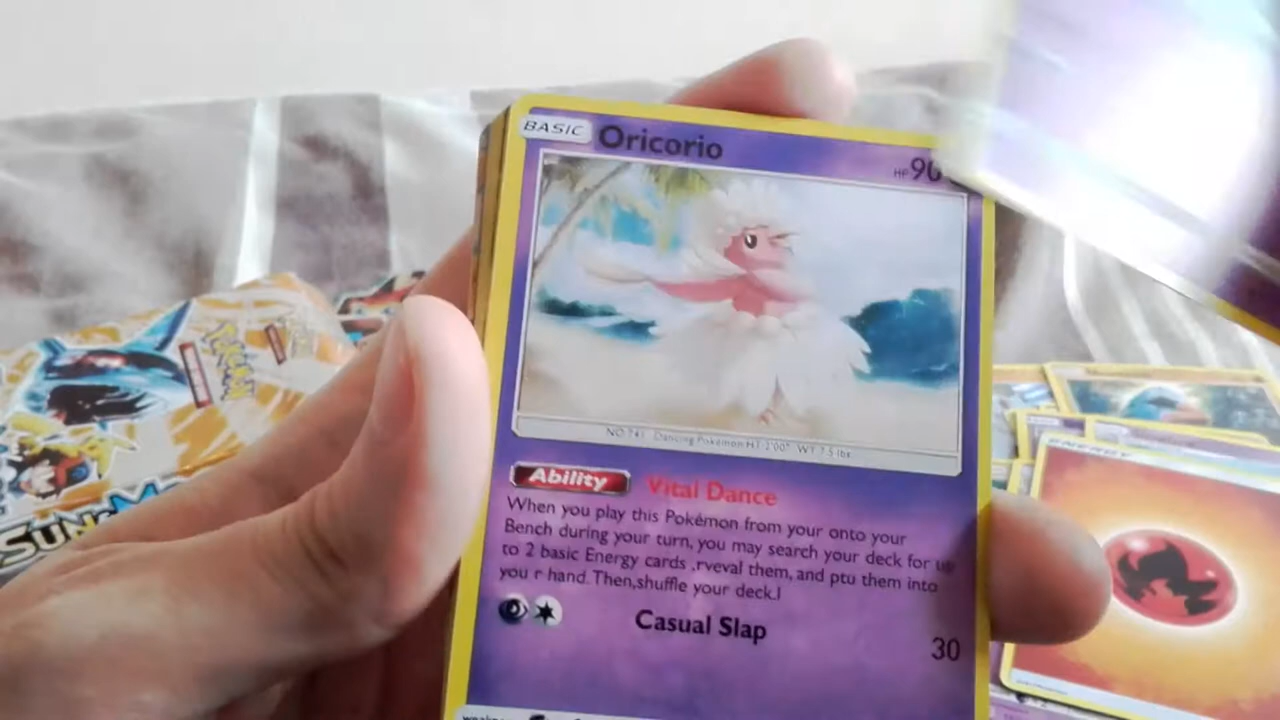 BASIC Oricorio HP 90
NO. 741 Dancing Pokémon HT 2'00" WT 7.5 lbs
Ability Vital Dance
When you play this Pokémon from your onto your
Bench during your turn, you may search your deck for up
to 2 basic Energy cards ,rveval them, and ptu them into
you r hand. Then,shuffle your deck.l
Casual Slap 30
ENERGY
POKÉMON
SUN&M